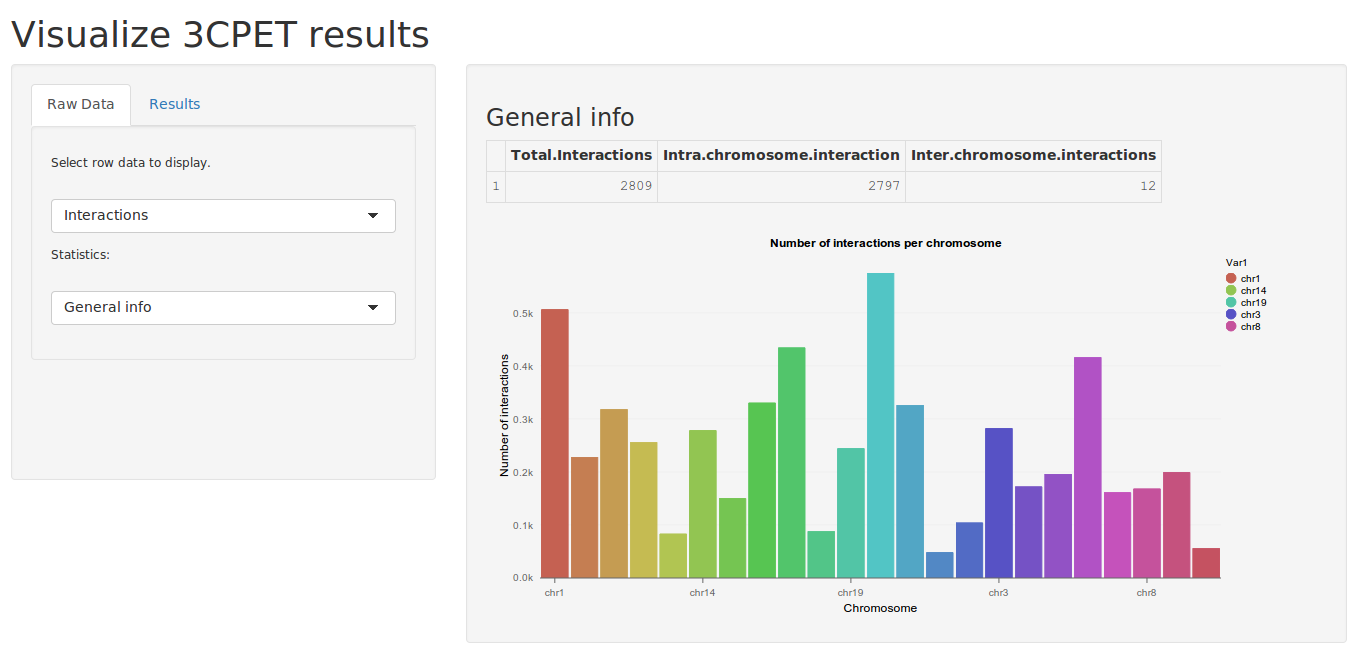 Visualize 3CPET results
Raw Data Results
Select row data to display.
Interactions
Statistics:
General info
General info
Total.Interactions Intra.chromosome.interaction Inter.chromosome.interactions
1 2809 2797 12
Number of interactions per chromosome
Var1
chr1
chr14
chr19
chr3
chr8
Number of interactions
0.5k
0.4k
0.3k
0.2k
0.1k
0.0k
chr1 chr14 chr19 chr3 chr8
Chromosome